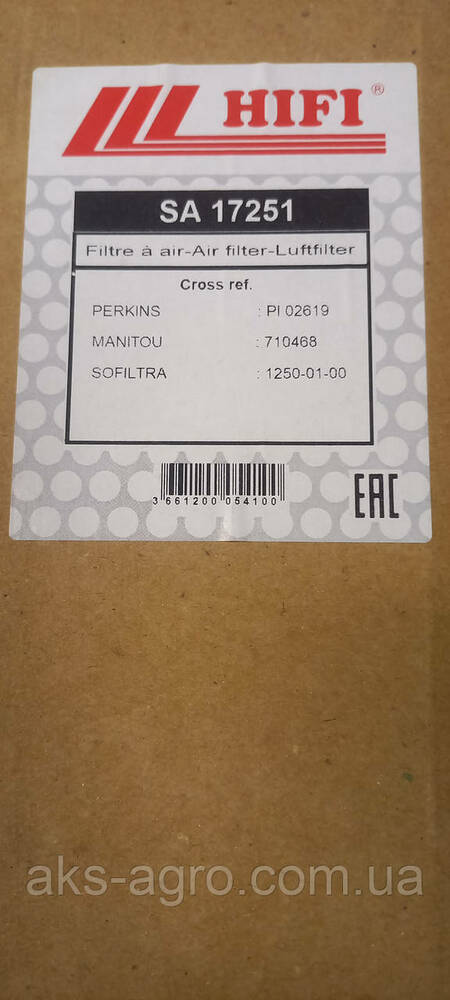 HIFI®
SA 17251
Filtre à air-Air filter-Luftfilter
Cross ref.
PERKINS : PI 02619
MANITOU : 710468
SOFILTRA : 1250-01-00
3 661200 054100
EAC
aks-agro.com.ua